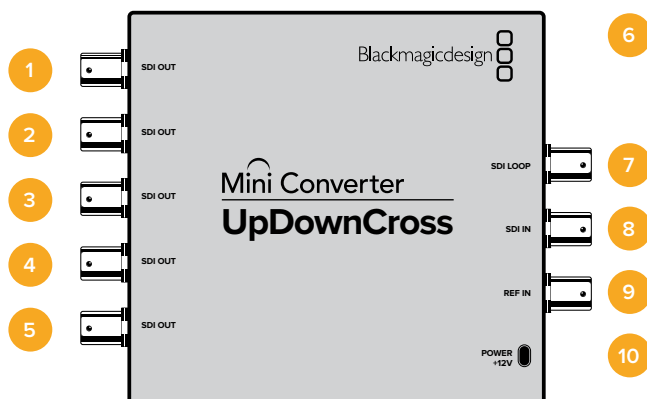 Blackmagicdesign
6
1
SDI OUT
2
SDI OUT
SDI LOOP
7
3
SDI OUT
Mini Converter
UpDownCross
SDI IN
8
4
SDI OUT
REF IN
9
5
SDI OUT
POWER
+12V
10